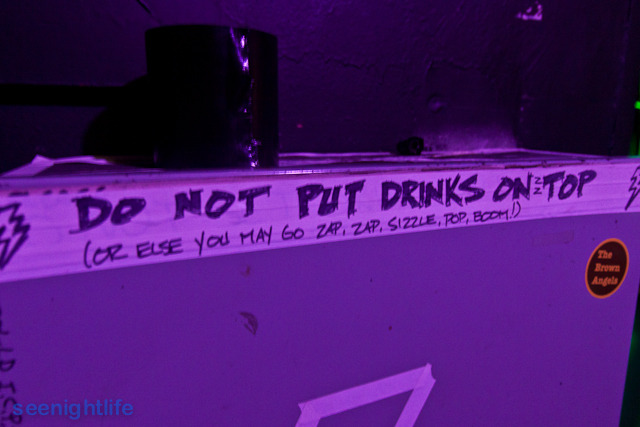 DO NOT PUT DRINKS ON TOP
(OR ELSE YOU MAY GO ZAP, ZAP, SIZZLE, POP, BOOM!)
The
Brown
Angels
seenightlife